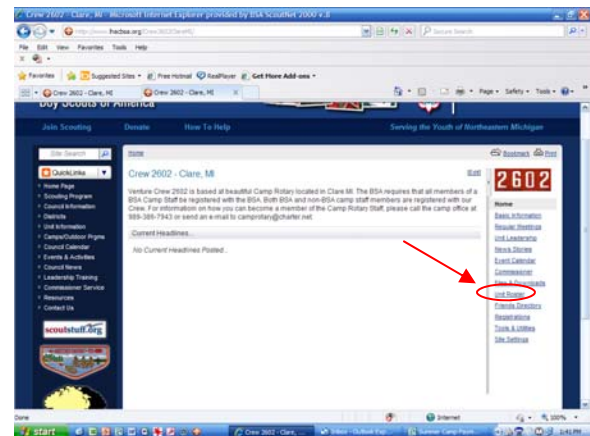 Crew 2602 - Clare, MI - Microsoft Internet Explorer provided by BSA ScoutNet 2000 v.8
File Edit View Favorites Tools Help
Favorites Suggested Sites Free Hotmail RealPlayer Get More Add-ons
Crew 2602 - Clare, MI Crew 2602 - Clare, MI Page Safety Tools
Boy Scouts of America
Join Scouting Donate How To Help Serving the Youth of Northeastern Michigan
Site Search Home Bookmark Print
QuickLinks
Home Page
Scouting Program
Council Information
Districts
Unit Information
Camps/Outdoor Prgms
Council Calendar
Events & Activities
Council News
Leadership Training
Commissioner Service
Resources
Contact Us
scoutstuff.org
Crew 2602 - Clare, MI Edit
Venture Crew 2602 is based at beautiful Camp Rotary located in Clare MI. The BSA requires that all members of a
BSA Camp Staff be registered with the BSA. Both BSA and non-BSA camp staff members are registered with our
Crew. For information on how you can become a member of the Camp Rotary Staff, please call the camp office at
989-386-7943 or send an e-mail to camprotary@charter.net
Current Headlines...
No Current Headlines Posted...
2602
Home
Basic Information
Regular Meetings
Unit Leadership
News Stories
Event Calendar
Commissioner
Files & Downloads
Unit Roster
Friends Directory
Registrations
Tools & Utilities
Site Settings
Done Internet 100%
start Crew 2602 - Clare, ... Inbox - Outlook Exp... Summer Camp Paym... 1:41 PM